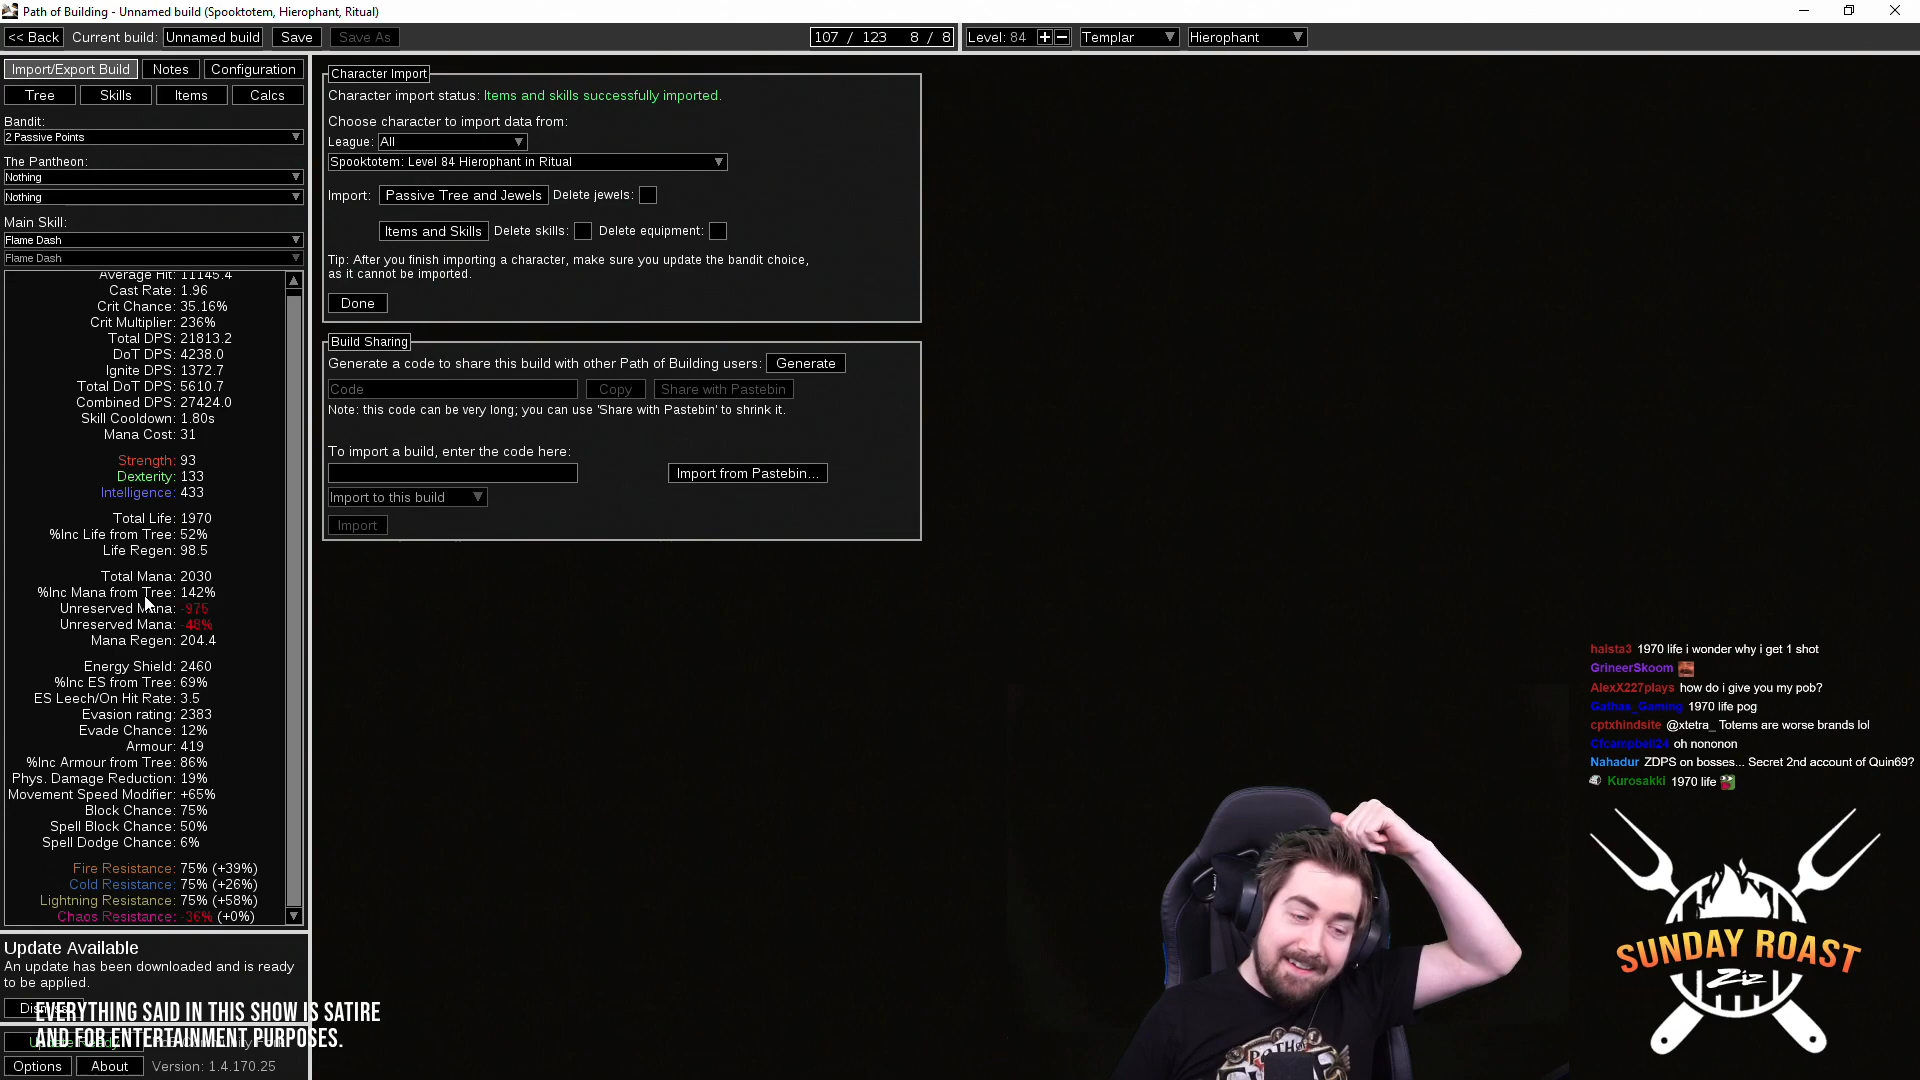 Path of Building - Unnamed build (Spooktotem, Hierophant, Ritual)
<< Back Current build: Unnamed build Save Save As 107 / 123 8 / 8 Level: 84 + - Templar Hierophant
Import/Export Build Notes Configuration
Tree Skills Items Calcs
Bandit:
2 Passive Points
The Pantheon:
Nothing
Nothing
Main Skill:
Flame Dash
Flame Dash
Average Hit: 11145.4
Cast Rate: 1.96
Crit Chance: 35.16%
Crit Multiplier: 236%
Total DPS: 21813.2
DoT DPS: 4238.0
Ignite DPS: 1372.7
Total DoT DPS: 5610.7
Combined DPS: 27424.0
Skill Cooldown: 1.80s
Mana Cost: 31
Strength: 93
Dexterity: 133
Intelligence: 433
Total Life: 1970
%Inc Life from Tree: 52%
Life Regen: 98.5
Total Mana: 2030
%Inc Mana from Tree: 142%
Unreserved Mana: -975
Unreserved Mana: -48%
Mana Regen: 204.4
Energy Shield: 2460
%Inc ES from Tree: 69%
ES Leech/On Hit Rate: 3.5
Evasion rating: 2383
Evade Chance: 12%
Armour: 419
%Inc Armour from Tree: 86%
Phys. Damage Reduction: 19%
Movement Speed Modifier: +65%
Block Chance: 75%
Spell Block Chance: 50%
Spell Dodge Chance: 6%
Fire Resistance: 75% (+39%)
Cold Resistance: 75% (+26%)
Lightning Resistance: 75% (+58%)
Chaos Resistance: -36% (+0%)
Update Available
An update has been downloaded and is ready
to be applied.
EVERYTHING SAID IN THIS SHOW IS SATIRE
AND FOR ENTERTAINMENT PURPOSES.
Options About Version: 1.4.170.25
Character Import
Character import status: Items and skills successfully imported.
Choose character to import data from:
League: All
Spooktotem: Level 84 Hierophant in Ritual
Import: Passive Tree and Jewels Delete jewels:
Items and Skills Delete skills: Delete equipment:
Tip: After you finish importing a character, make sure you update the bandit choice,
as it cannot be imported.
Done
Build Sharing
Generate a code to share this build with other Path of Building users: Generate
Code Copy Share with Pastebin
Note: this code can be very long; you can use 'Share with Pastebin' to shrink it.
To import a build, enter the code here:
Import from Pastebin...
Import to this build
Import
haista3 1970 life i wonder why i get 1 shot
GrineerSkoom
AlexX227plays how do i give you my pob?
Gathas_Gaming 1970 life pog
cptxhindsite @xtetra_ Totems are worse brands lol
Cfcampbell24 oh nononon
Nahadur ZDPS on bosses... Secret 2nd account of Quin69?
Kurosakki 1970 life
SUNDAY ROAST
Ziz